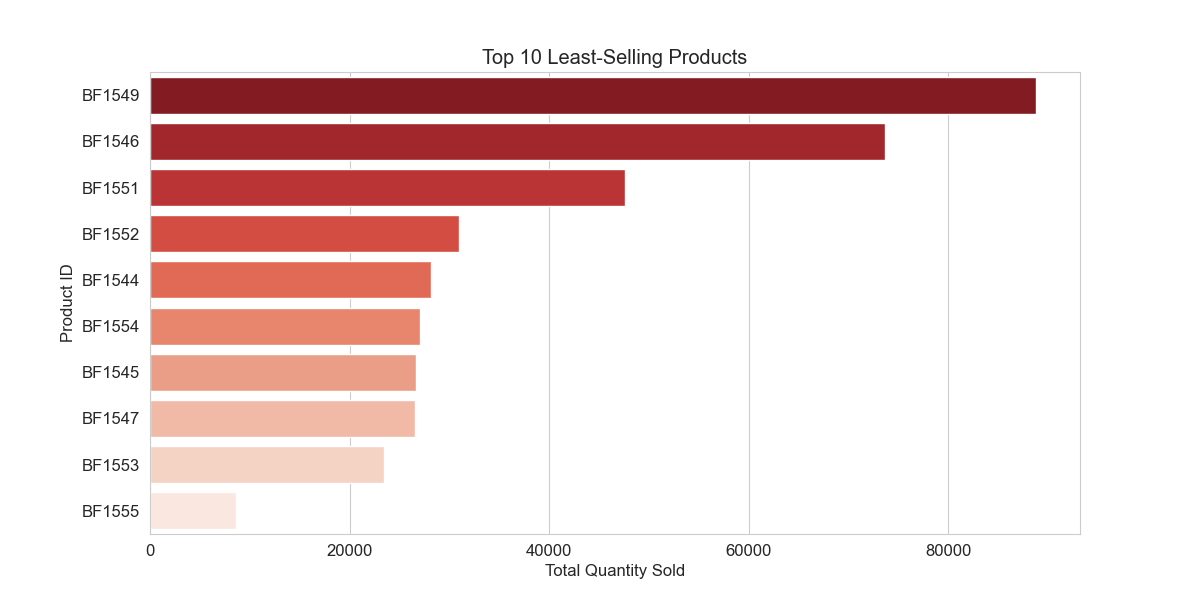 Top 10 Least-Selling Products
Product ID
BF1549
BF1546
BF1551
BF1552
BF1544
BF1554
BF1545
BF1547
BF1553
BF1555
0 20000 40000 60000 80000
Total Quantity Sold